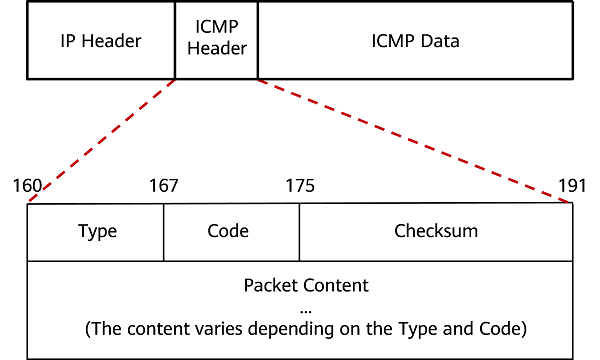 IP Header
ICMP
Header
ICMP Data
160 167 175 191
Type Code Checksum
Packet Content
...
(The content varies depending on the Type and Code)